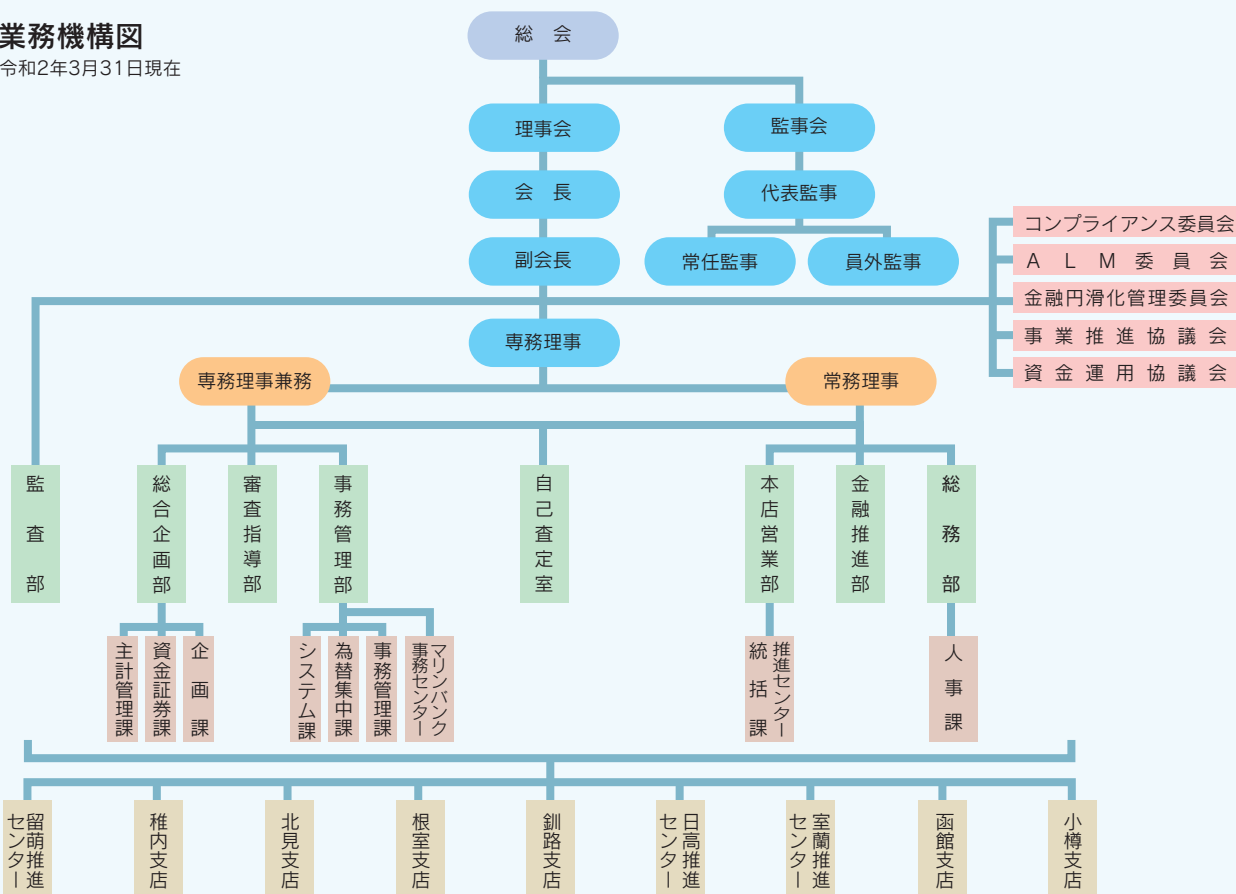 業務機構図
令和2年3月31日現在
総　会
理事会
監事会
会　長
代表監事
副会長
常任監事
員外監事
コンプライアンス委員会
ＡＬＭ委員会
金融円滑化管理委員会
事業推進協議会
資金運用協議会
専務理事
専務理事兼務
常務理事
監査部
総合企画部
審査指導部
事務管理部
自己査定室
本店営業部
金融推進部
総務部
主計管理課
資金証券課
企画課
システム課
為替集中課
事務管理課
マリンバンク
事務センター
推進センター
統括課
人事課
留萌推進
センター
稚内支店
北見支店
根室支店
釧路支店
日高推進
センター
室蘭推進
センター
函館支店
小樽支店